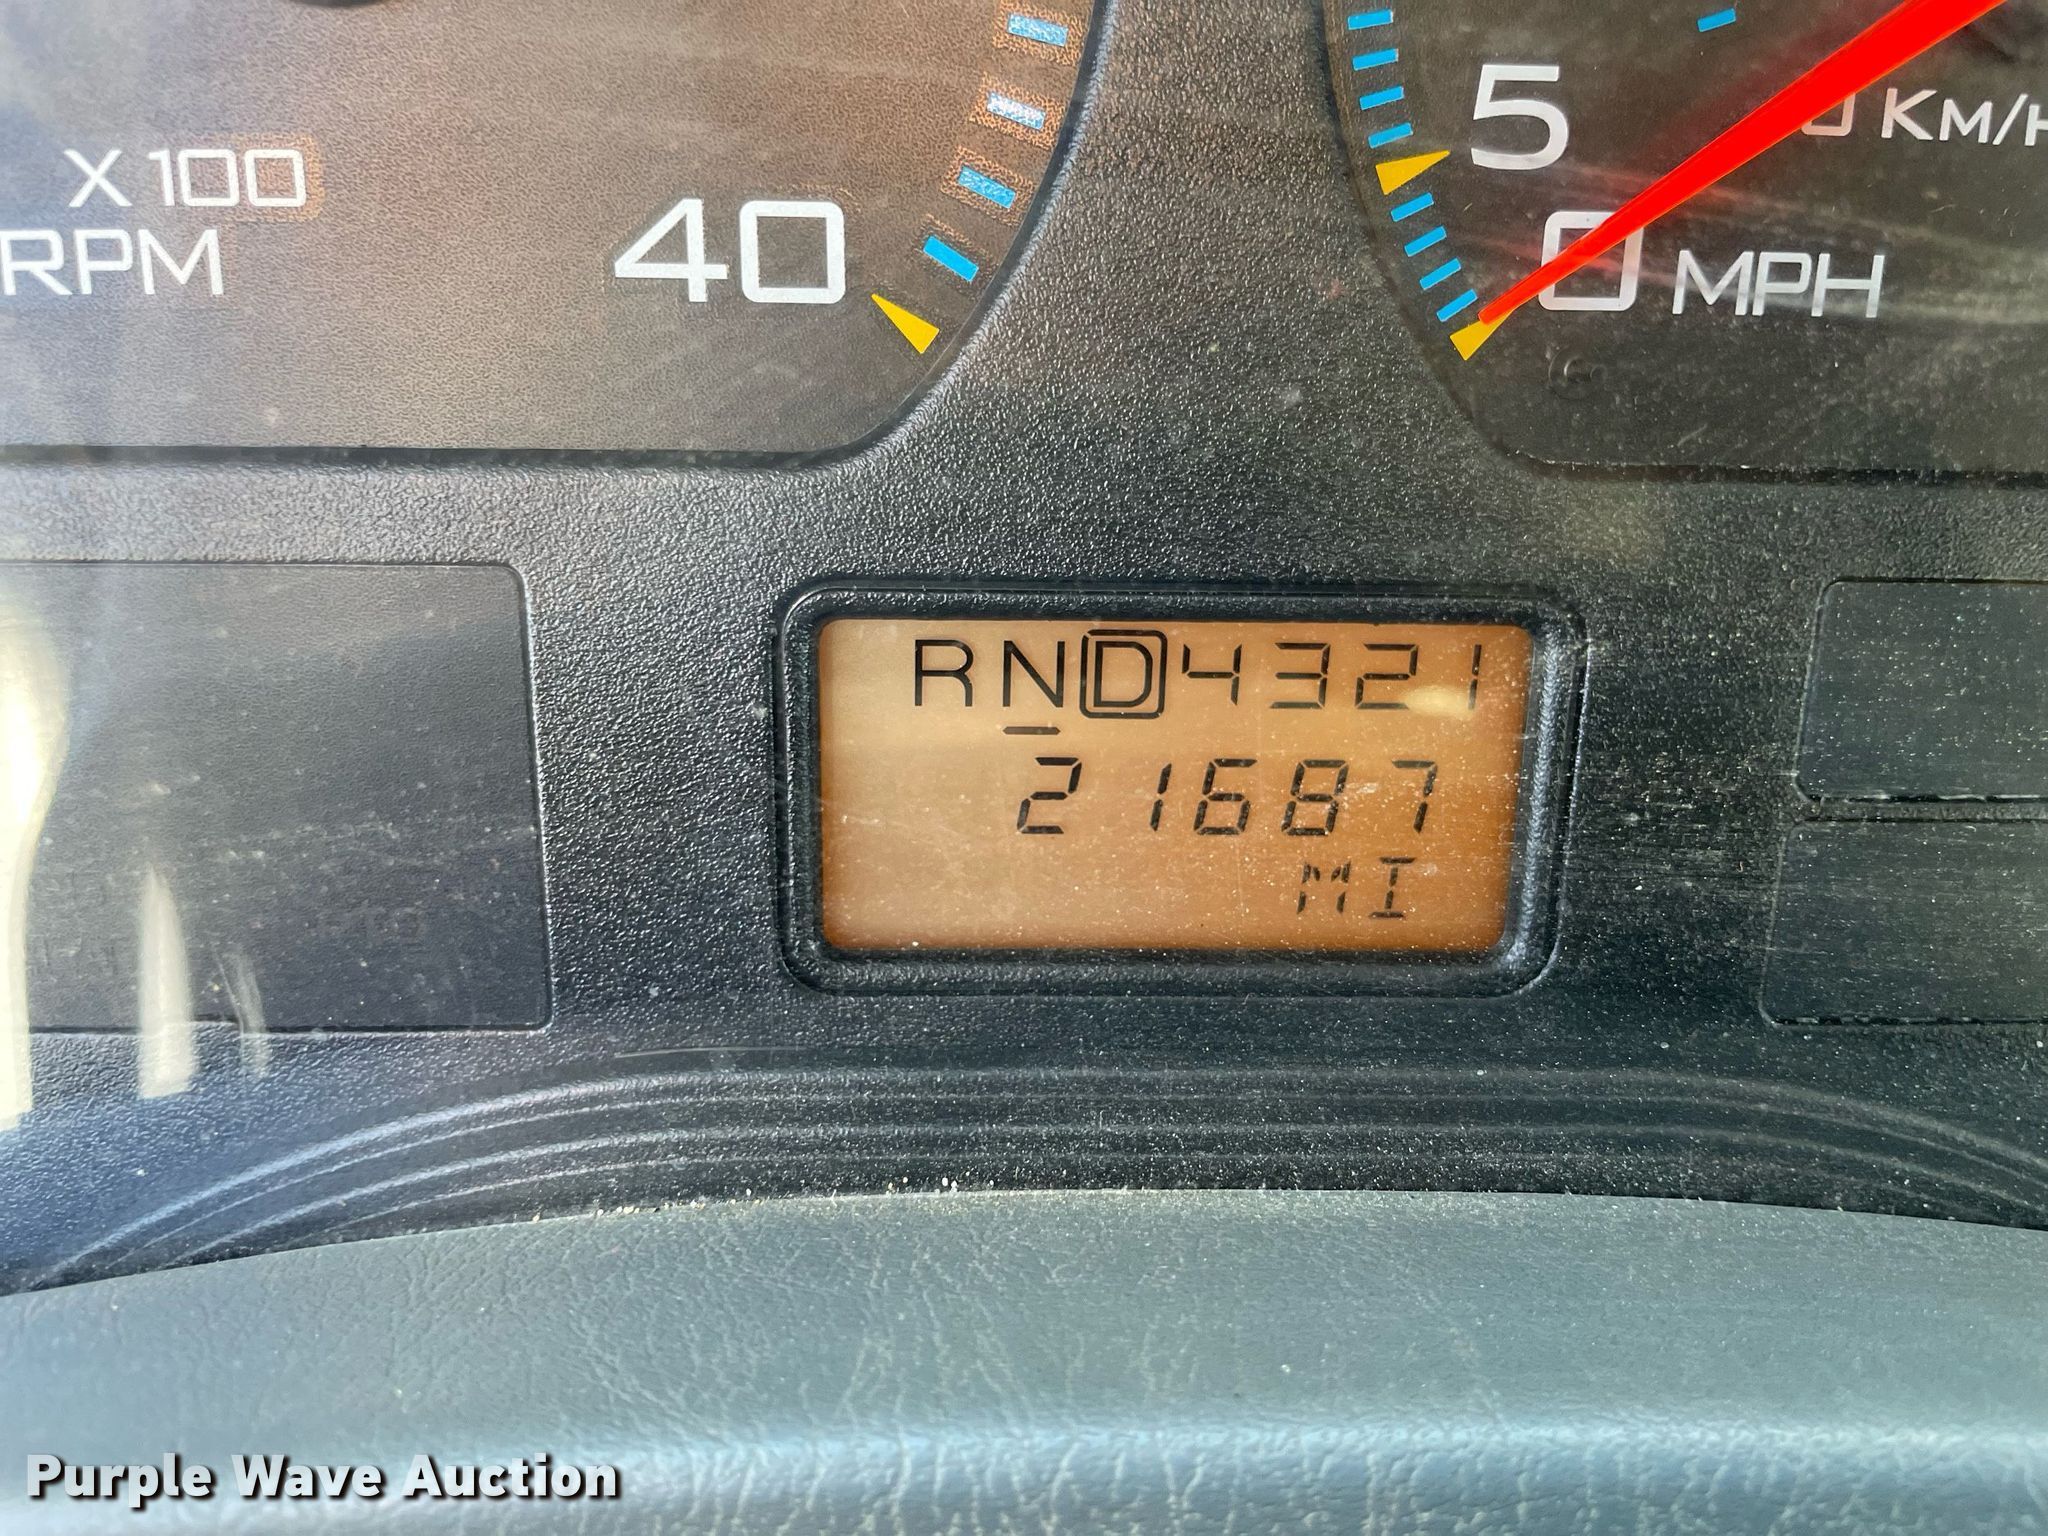 X 100
RPM
40
5
0 MPH
KM/H
RND4321
21687
MI
Purple Wave Auction